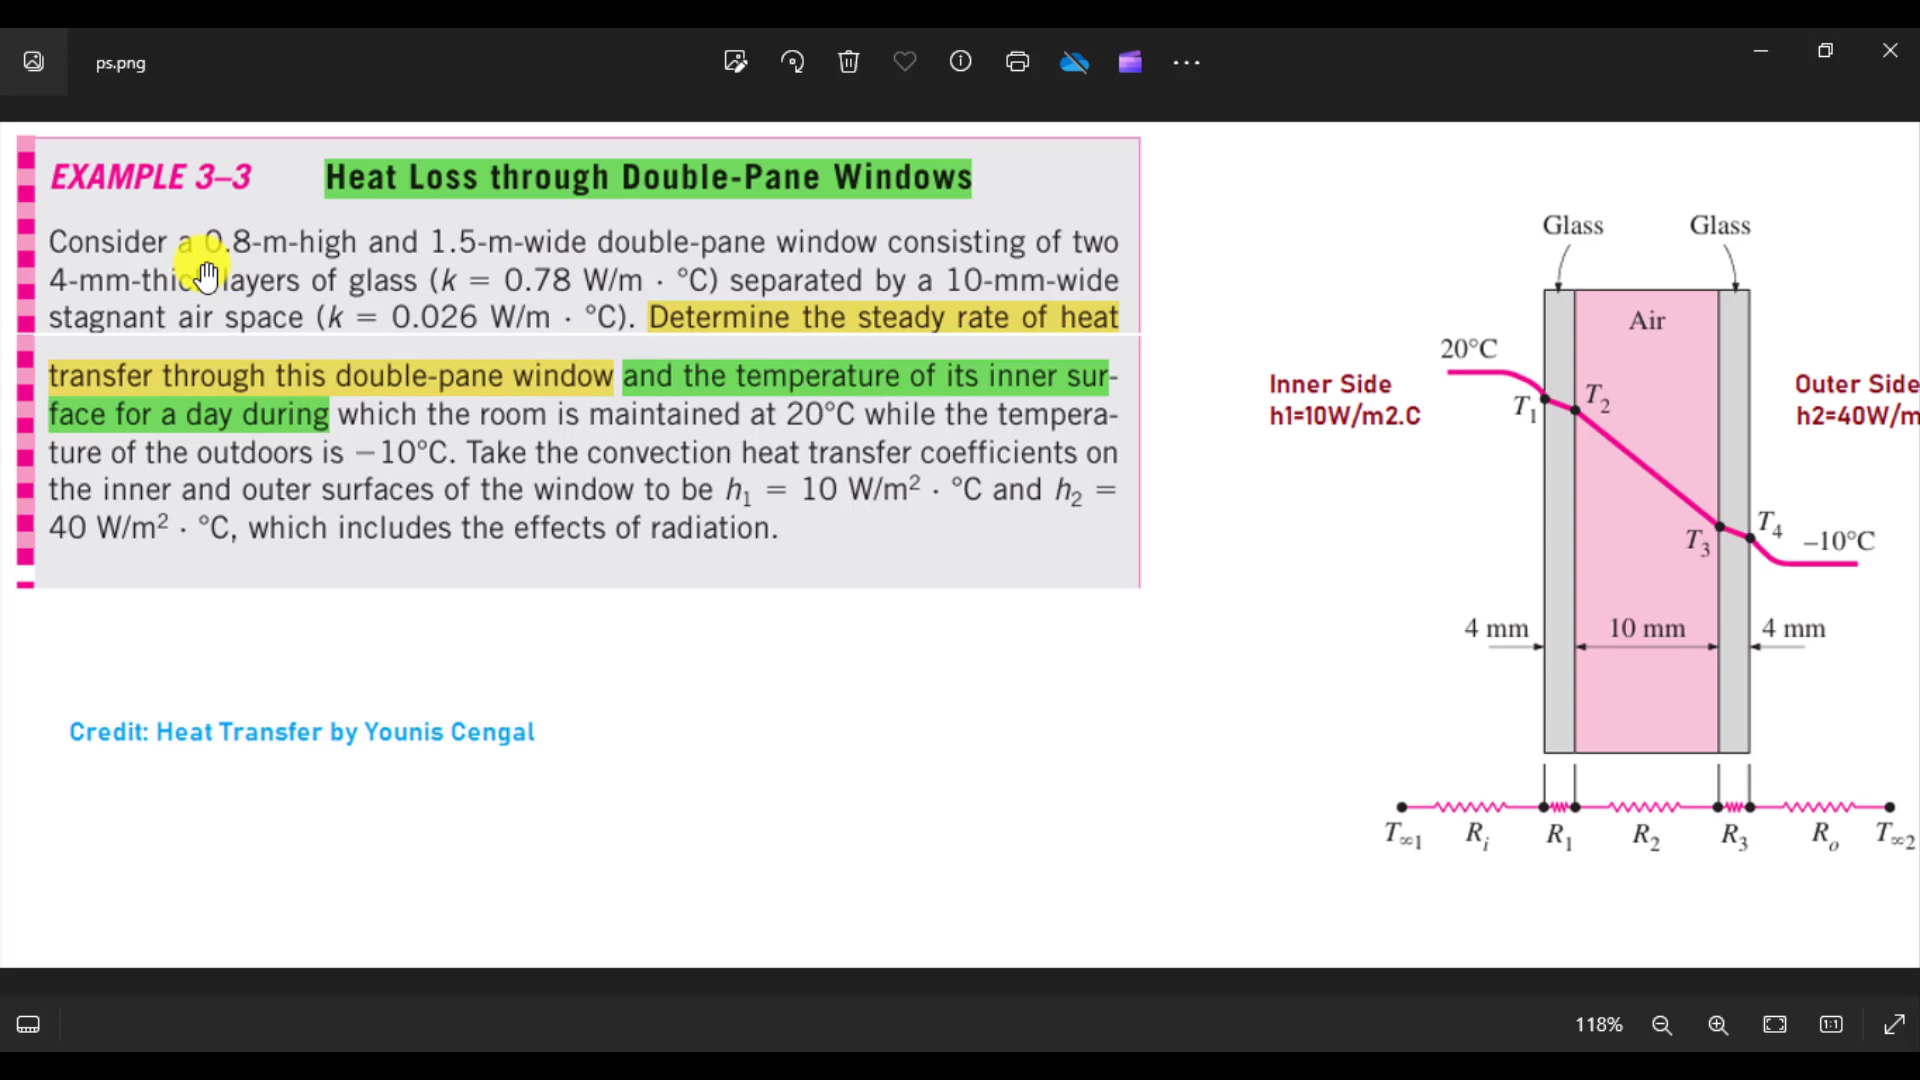 ps.png
EXAMPLE 3–3 Heat Loss through Double-Pane Windows
Consider a 0.8-m-high and 1.5-m-wide double-pane window consisting of two
4-mm-thick layers of glass (k = 0.78 W/m · °C) separated by a 10-mm-wide
stagnant air space (k = 0.026 W/m · °C). Determine the steady rate of heat
transfer through this double-pane window and the temperature of its inner sur-
face for a day during which the room is maintained at 20°C while the tempera-
ture of the outdoors is −10°C. Take the convection heat transfer coefficients on
the inner and outer surfaces of the window to be h₁ = 10 W/m² · °C and h₂ =
40 W/m² · °C, which includes the effects of radiation.
Credit: Heat Transfer by Younis Cengal
Glass Glass
Air
20°C
Inner Side
h1=10W/m2.C
Outer Side
h2=40W/m
T₁ T₂
T₃ T₄
–10°C
4 mm 10 mm 4 mm
T∞1 Rᵢ R₁ R₂ R₃ Rₒ T∞2
118%
1:1